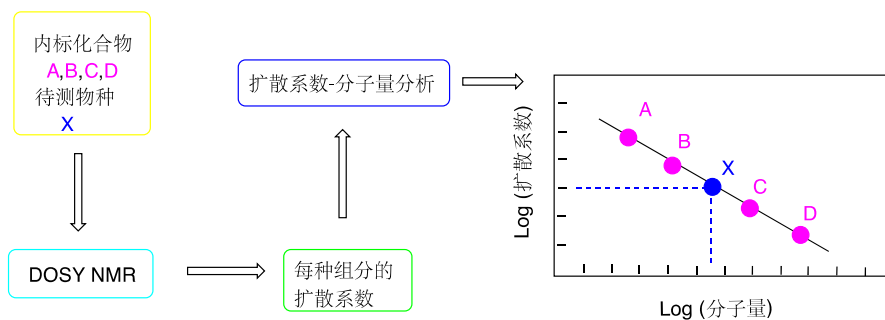 内标化合物
A,B,C,D
待测物种
X
DOSY NMR
每种组分的
扩散系数
扩散系数-分子量分析
Log (扩散系数)
A
B
X
C
D
Log (分子量)